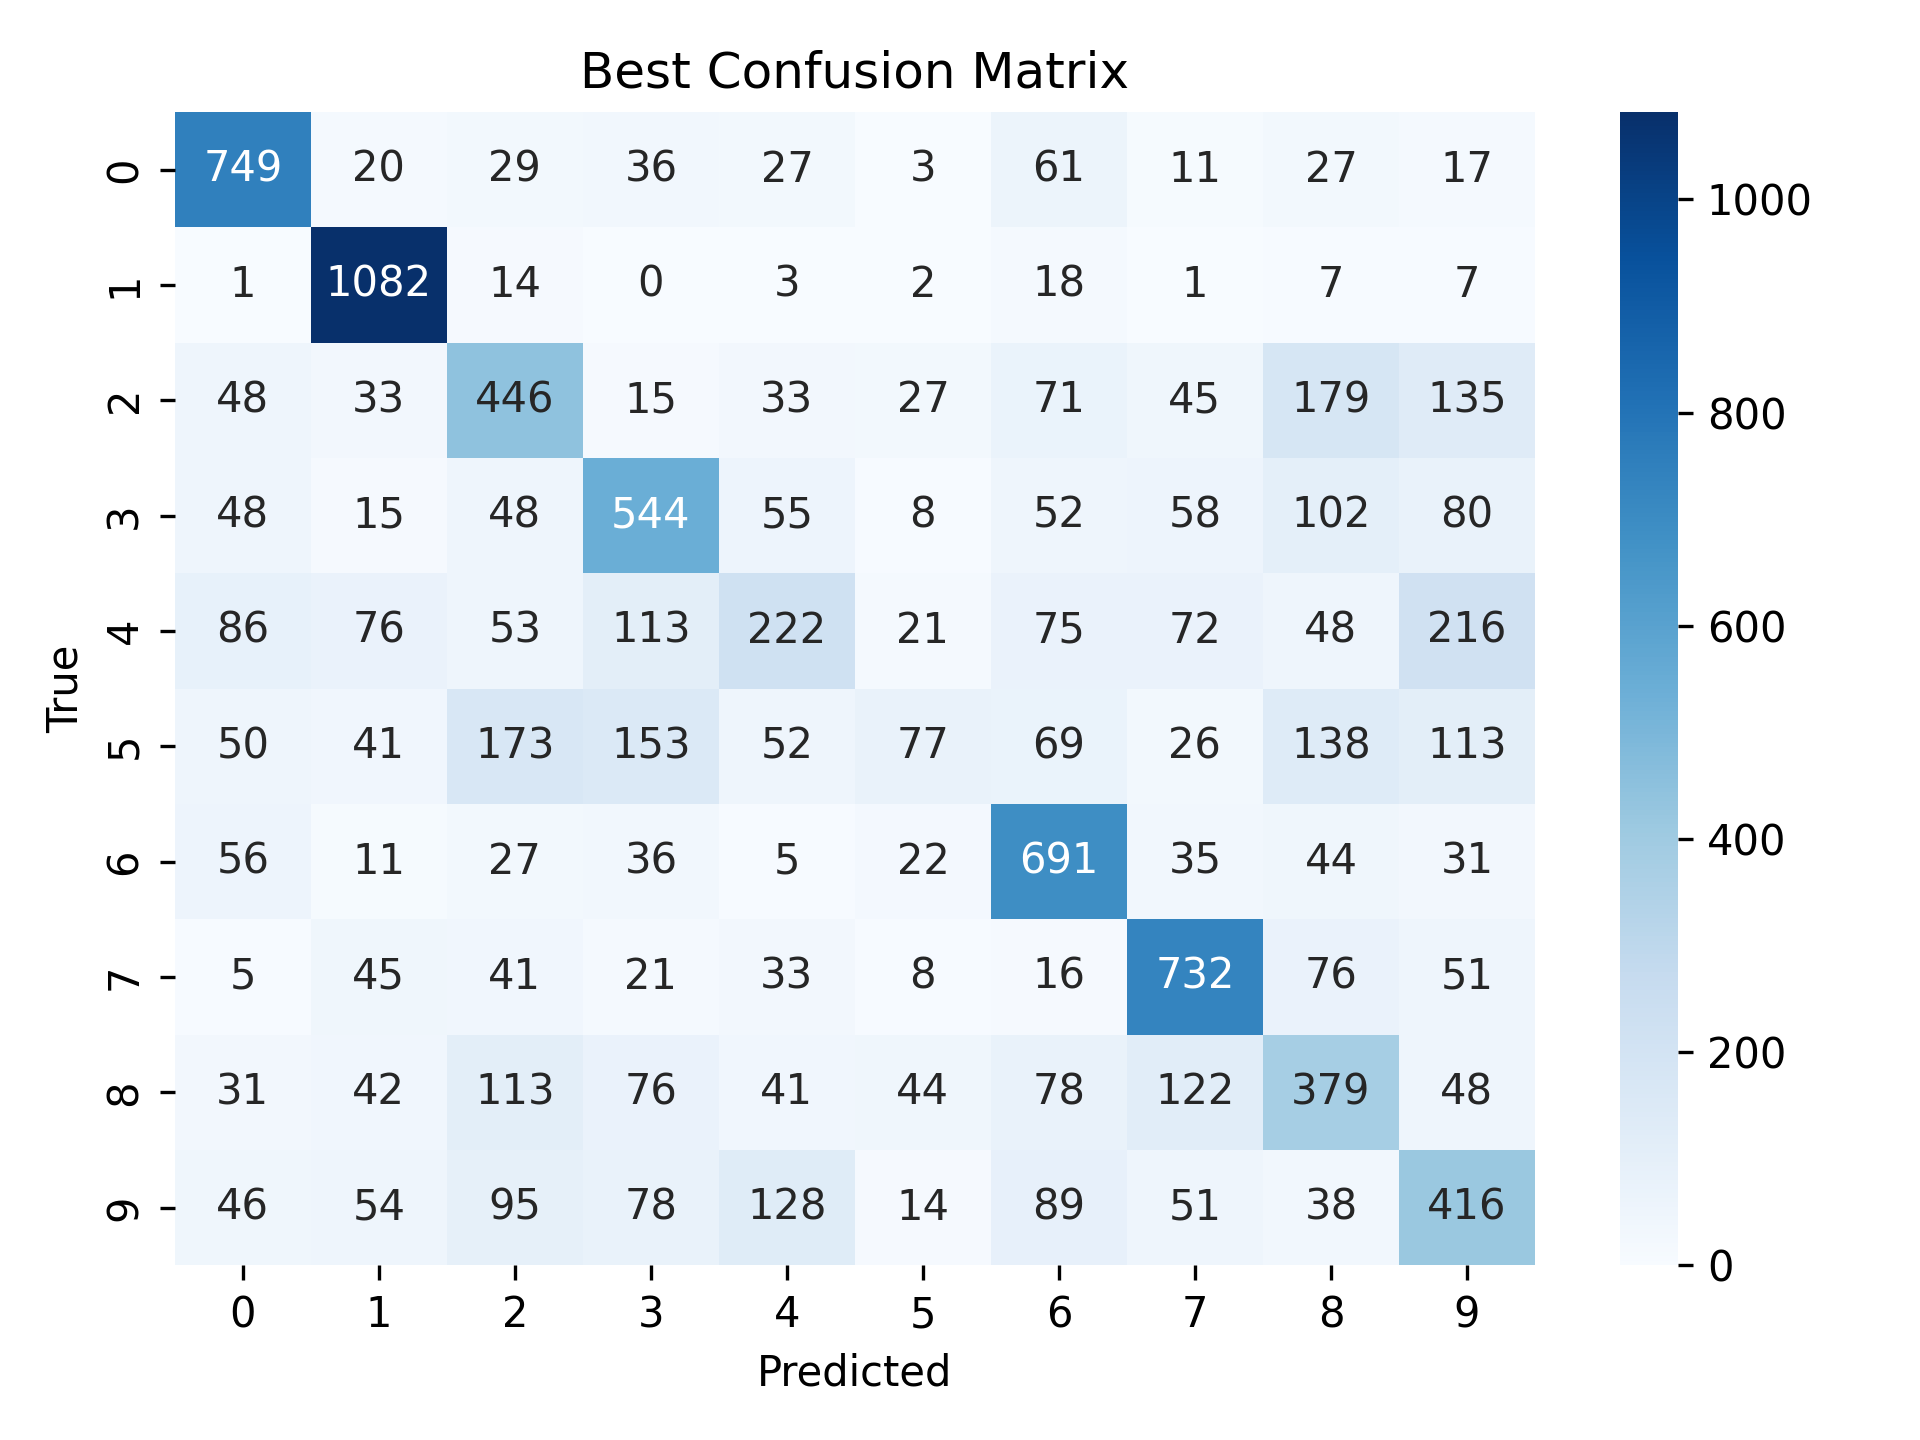 Best Confusion Matrix
0 749 20 29 36 27 3 61 11 27 17
1 1 1082 14 0 3 2 18 1 7 7
2 48 33 446 15 33 27 71 45 179 135
3 48 15 48 544 55 8 52 58 102 80
4 86 76 53 113 222 21 75 72 48 216
5 50 41 173 153 52 77 69 26 138 113
6 56 11 27 36 5 22 691 35 44 31
7 5 45 41 21 33 8 16 732 76 51
8 31 42 113 76 41 44 78 122 379 48
9 46 54 95 78 128 14 89 51 38 416
True
0 1 2 3 4 5 6 7 8 9
Predicted
1000
800
600
400
200
0